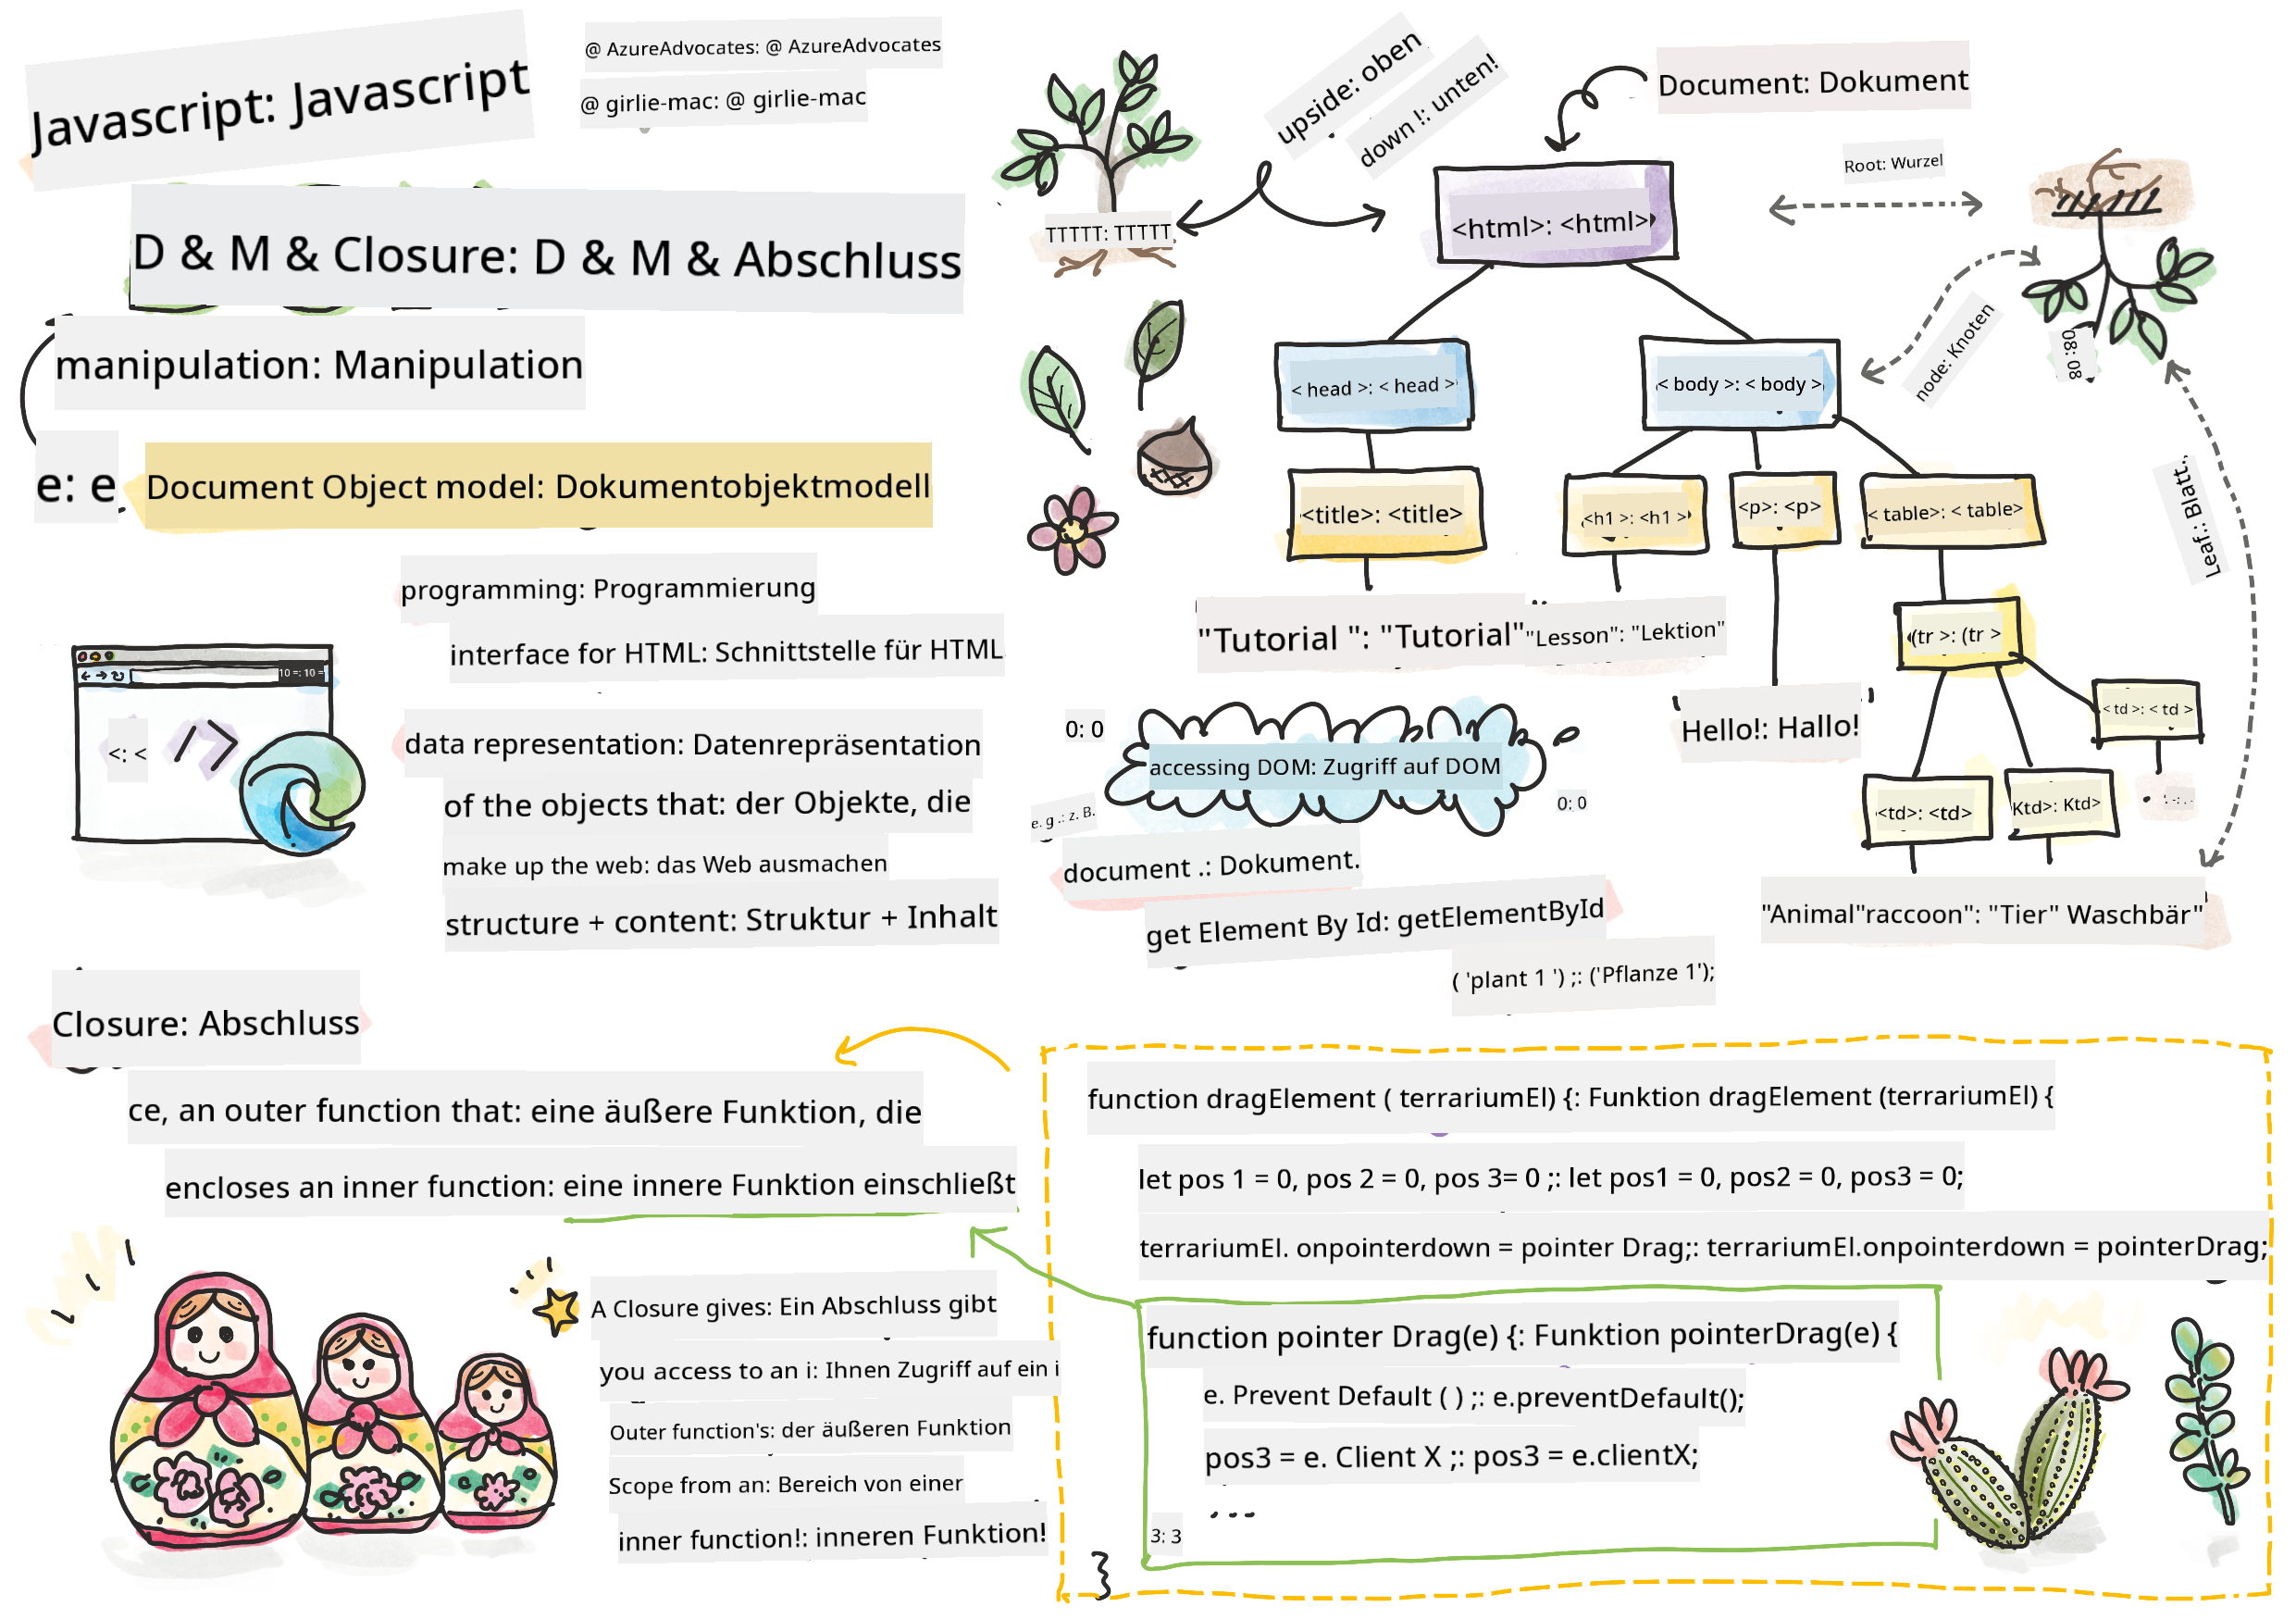 Javascript: Javascript
@ AzureAdvocates: @ AzureAdvocates
@ girlie-mac: @ girlie-mac
D & M & Closure: D & M & Abschluss
manipulation: Manipulation
e: e
Document Object model: Dokumentobjektmodell
programming: Programmierung
interface for HTML: Schnittstelle für HTML
data representation: Datenrepräsentation
of the objects that: der Objekte, die
make up the web: das Web ausmachen
structure + content: Struktur + Inhalt
10 =: 10 =
<: < />
upside: oben
down !: unten!
Document: Dokument
TTTTT: TTTTT
<html>: <html>
Root: Wurzel
node: Knoten
08: 08
Leaf.: Blatt.
< head >: < head >
< body >: < body >
<title>: <title>
<h1 >: <h1 >
<p>: <p>
< table>: < table>
"Tutorial ": "Tutorial"
"Lesson": "Lektion"
(tr >: (tr >
Hello!: Hallo!
< td >: < td >
<td>: <td>
Ktd>: Ktd>
"Animal"raccoon": "Tier" Waschbär"
0: 0
accessing DOM: Zugriff auf DOM
0: 0
e. g .: z. B.
document .: Dokument.
get Element By Id: getElementById
( 'plant 1 ') ;: ('Pflanze 1');
Closure: Abschluss
ce, an outer function that: eine äußere Funktion, die
encloses an inner function: eine innere Funktion einschließt
A Closure gives: Ein Abschluss gibt
you access to an i: Ihnen Zugriff auf ein i
Outer function's: der äußeren Funktion
Scope from an: Bereich von einer
inner function!: inneren Funktion!
function dragElement ( terrariumEl) {: Funktion dragElement (terrariumEl) {
let pos 1 = 0, pos 2 = 0, pos 3= 0 ;: let pos1 = 0, pos2 = 0, pos3 = 0;
terrariumEl. onpointerdown = pointer Drag;: terrariumEl.onpointerdown = pointerDrag;
function pointer Drag(e) {: Funktion pointerDrag(e) {
e. Prevent Default ( ) ;: e.preventDefault();
pos3 = e. Client X ;: pos3 = e.clientX;
...
3: 3
}